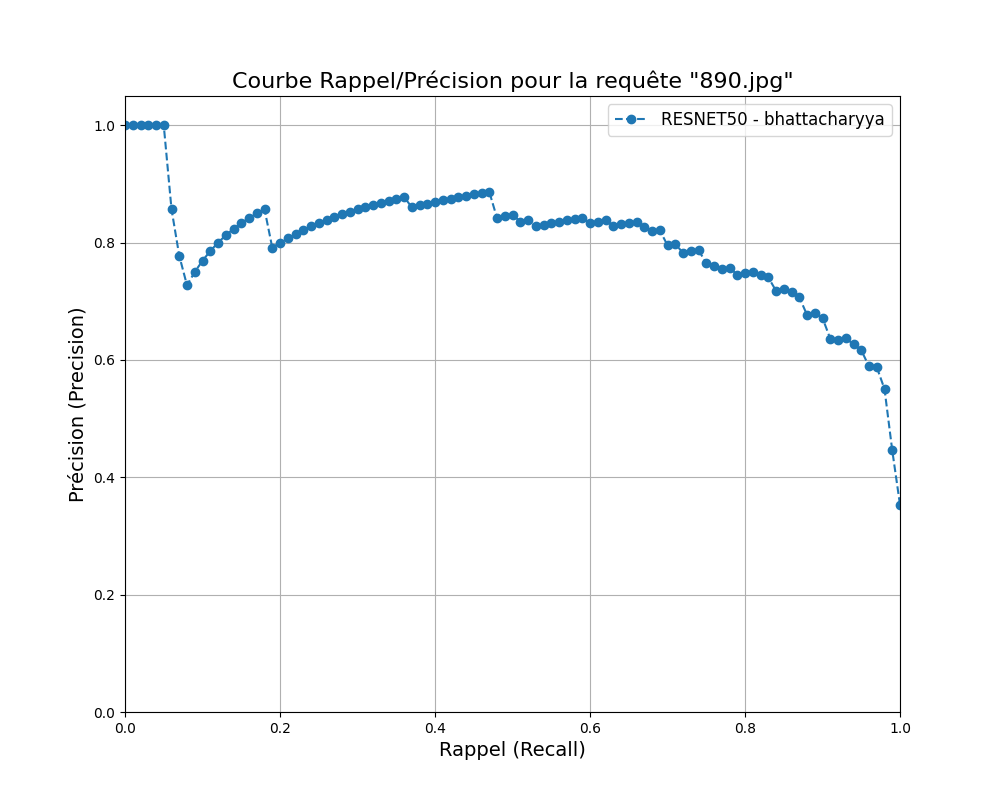 Courbe Rappel/Précision pour la requête "890.jpg"
RESNET50 - bhattacharyya
1.0
0.8
0.6
0.4
0.2
0.0
Précision (Precision)
0.0 0.2 0.4 0.6 0.8 1.0
Rappel (Recall)